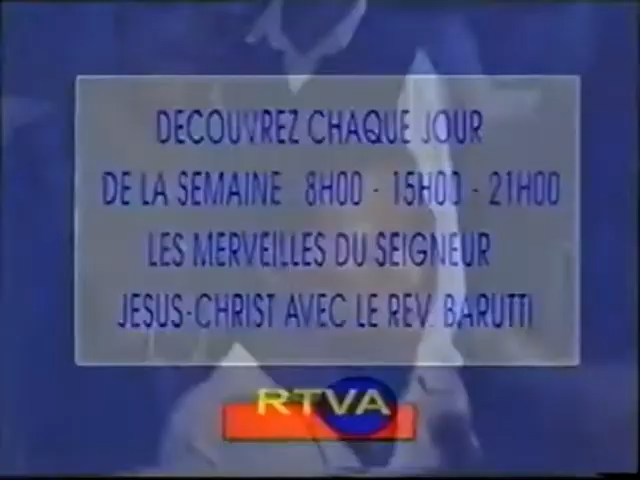 DECOUVREZ CHAQUE JOUR
DE LA SEMAINE 8H00 - 15H00 - 21H00
LES MERVEILLES DU SEIGNEUR
JESUS-CHRIST AVEC LE REV. BARUTTI
RTVA